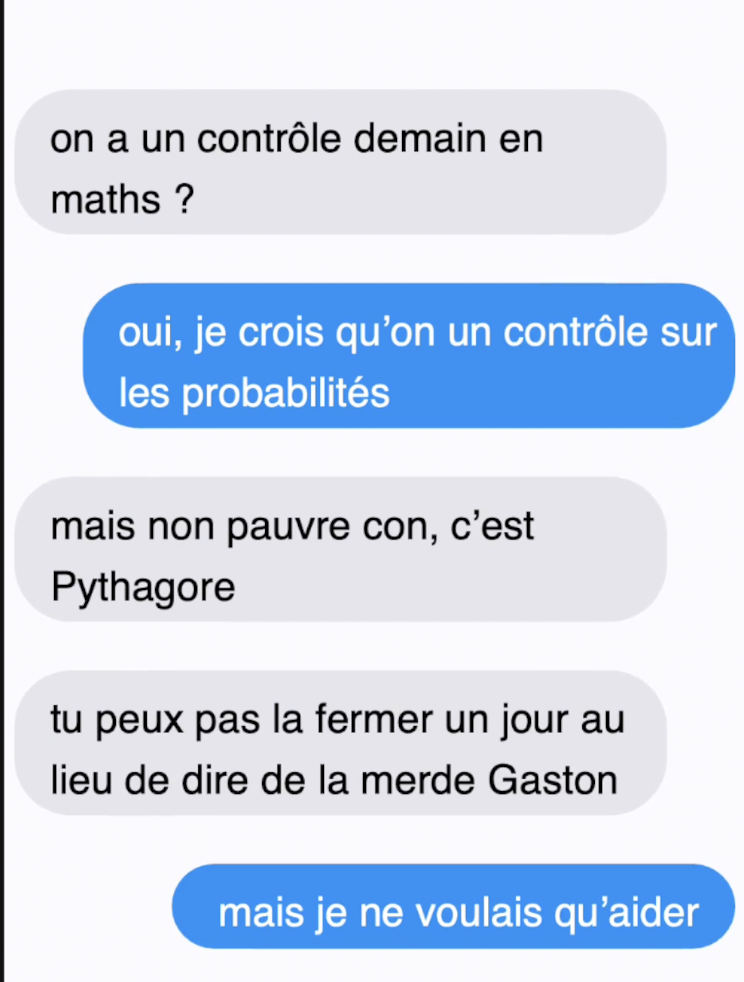 on a un contrôle demain en
maths ?
oui, je crois qu’on un contrôle sur
les probabilités
mais non pauvre con, c’est
Pythagore
tu peux pas la fermer un jour au
lieu de dire de la merde Gaston
mais je ne voulais qu’aider